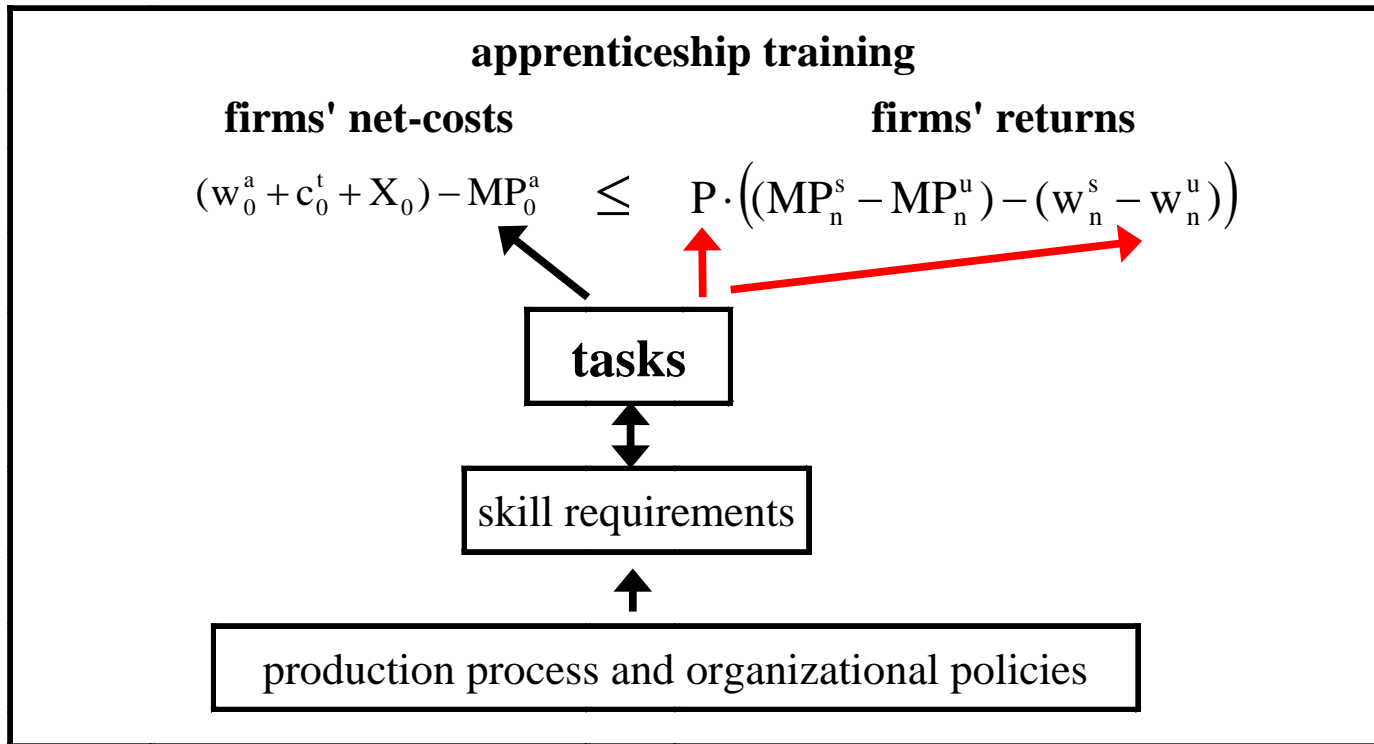 apprenticeship training
firms' net-costs firms' returns
(w₀ᵃ + c₀ᵗ + X₀) − MP₀ᵃ ≤ P · ((MPₙˢ − MPₙᵘ) − (wₙˢ − wₙᵘ))
tasks
skill requirements
production process and organizational policies